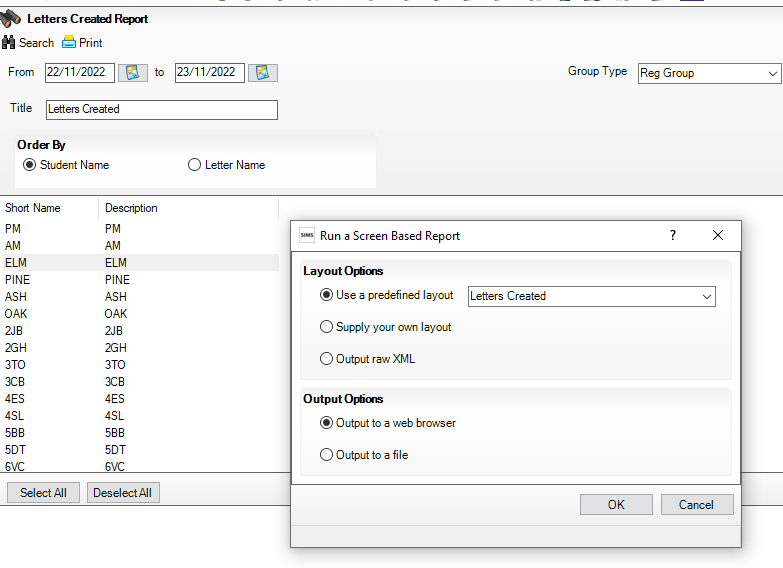 Letters Created Report
Search Print
From 22/11/2022 to 23/11/2022 Group Type Reg Group
Title Letters Created
Order By
Student Name Letter Name
Short Name Description
PM PM
AM AM
ELM ELM
PINE PINE
ASH ASH
OAK OAK
2JB 2JB
2GH 2GH
3TO 3TO
3CB 3CB
4ES 4ES
4SL 4SL
5BB 5BB
5DT 5DT
6VC 6VC
Select All Deselect All
SIMS Run a Screen Based Report ?
Layout Options
Use a predefined layout Letters Created
Supply your own layout
Output raw XML
Output Options
Output to a web browser
Output to a file
OK Cancel